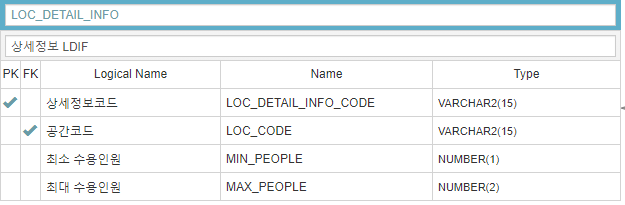 LOC_DETAIL_INFO
상세정보 LDIF
PK FK Logical Name Name Type
상세정보코드 LOC_DETAIL_INFO_CODE VARCHAR2(15)
공간코드 LOC_CODE VARCHAR2(15)
최소 수용인원 MIN_PEOPLE NUMBER(1)
최대 수용인원 MAX_PEOPLE NUMBER(2)